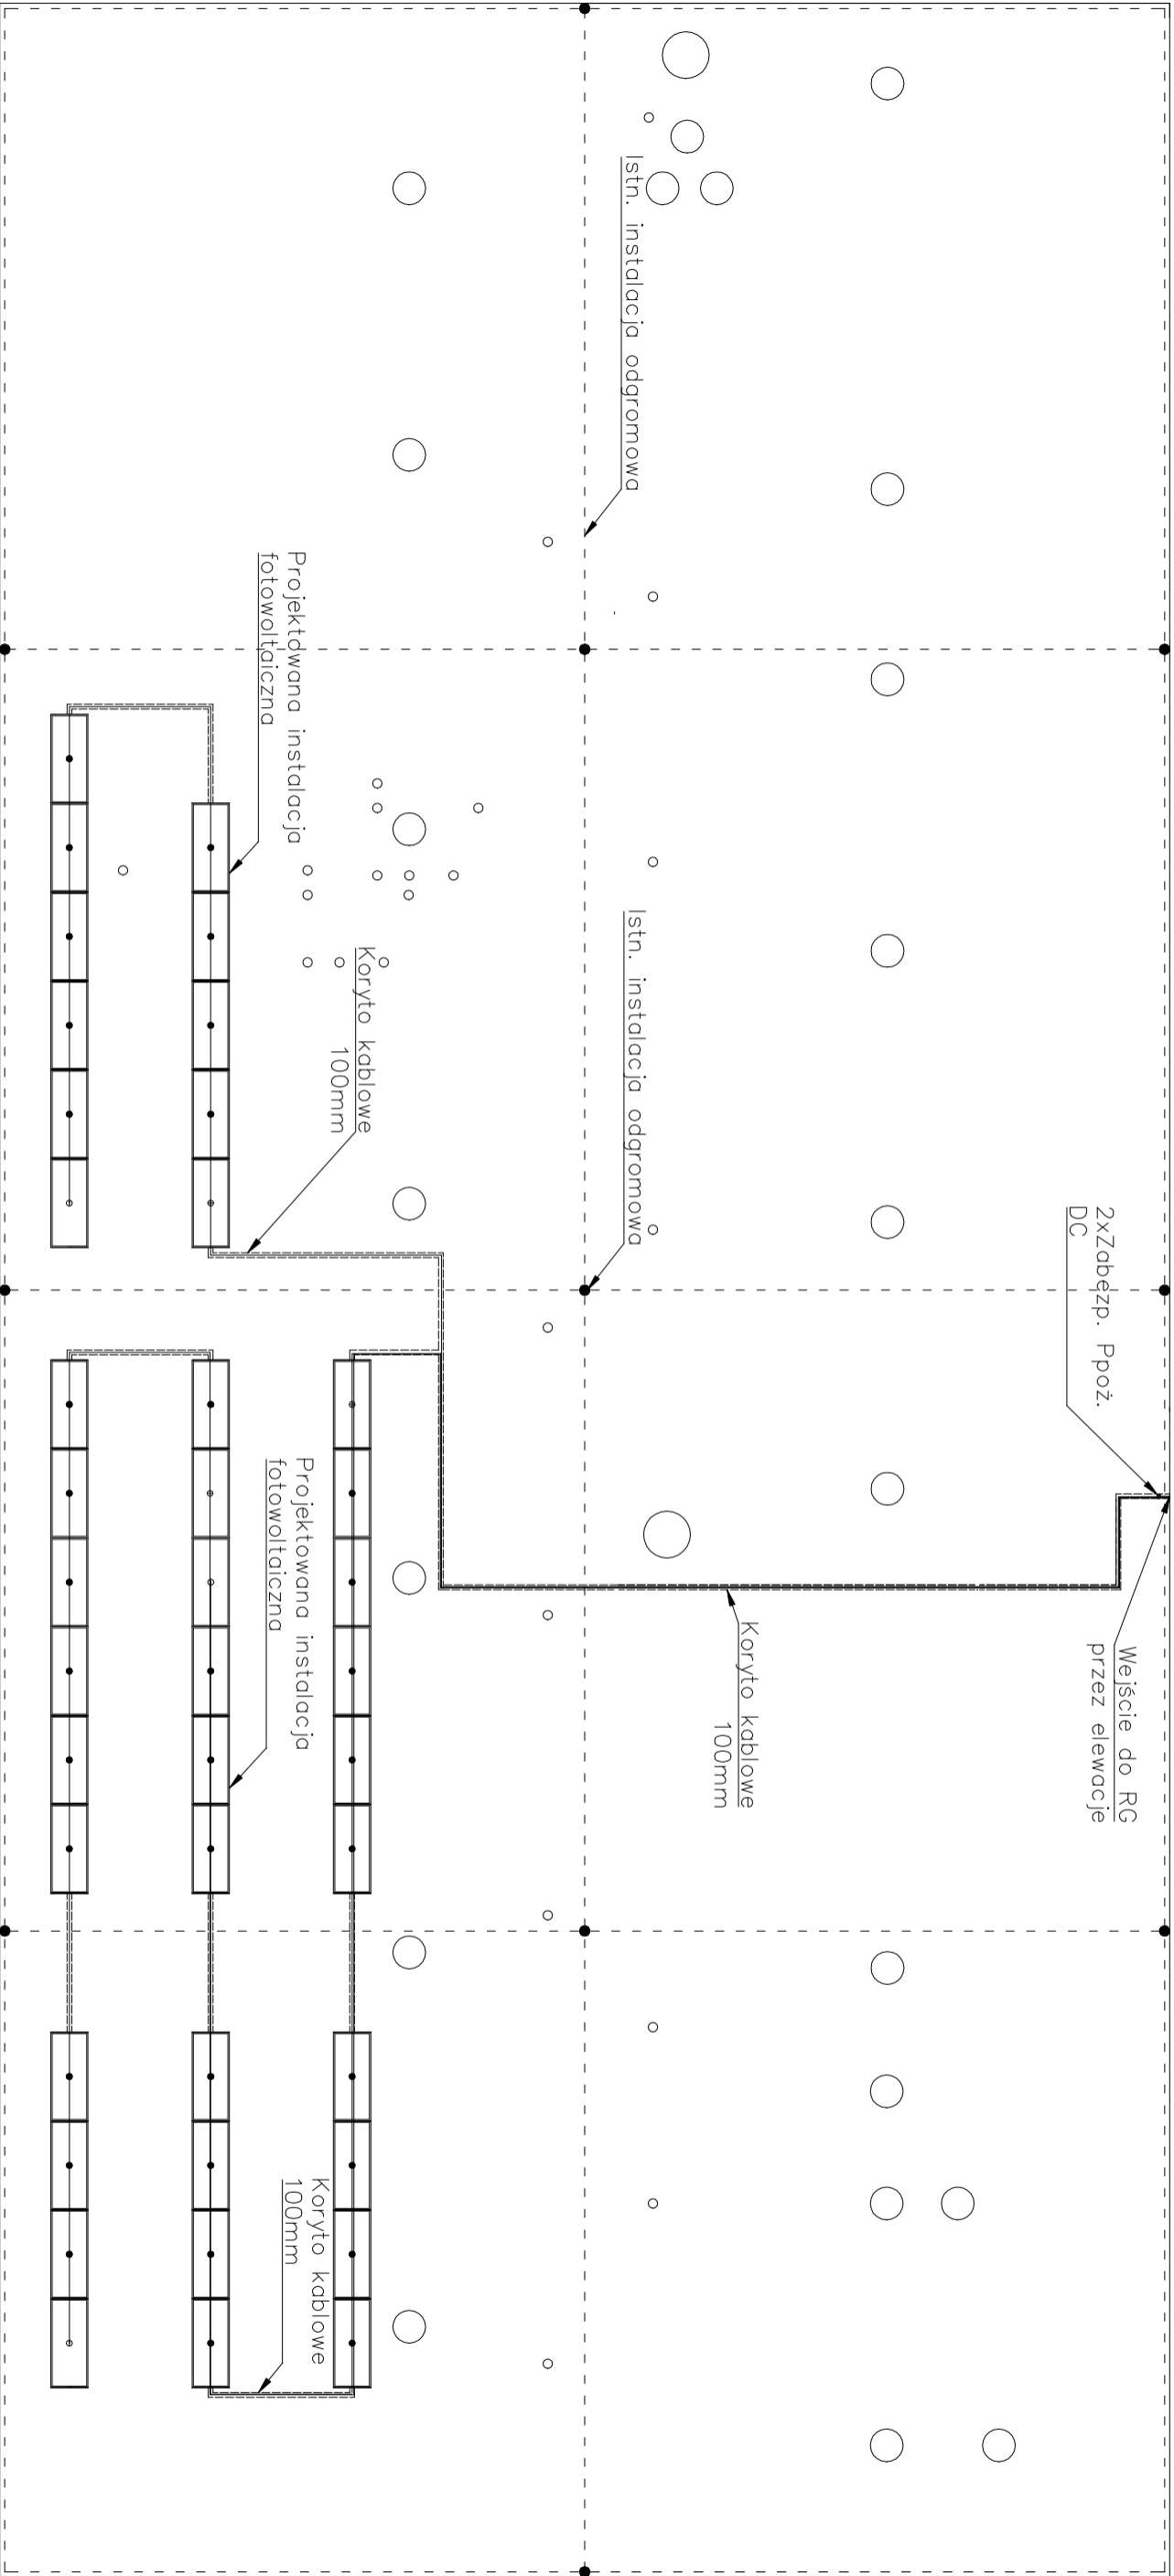 Istn. instalacja odgromowa
Projektowana instalacja
fotowoltaiczna
Istn. instalacja odgromowa
Koryto kablowe
100mm
2xZabezp. Ppoż.
DC
Projektowana instalacja
fotowoltaiczna
Koryto kablowe
100mm
Wejście do RG
przez elewacje
Koryto kablowe
100mm